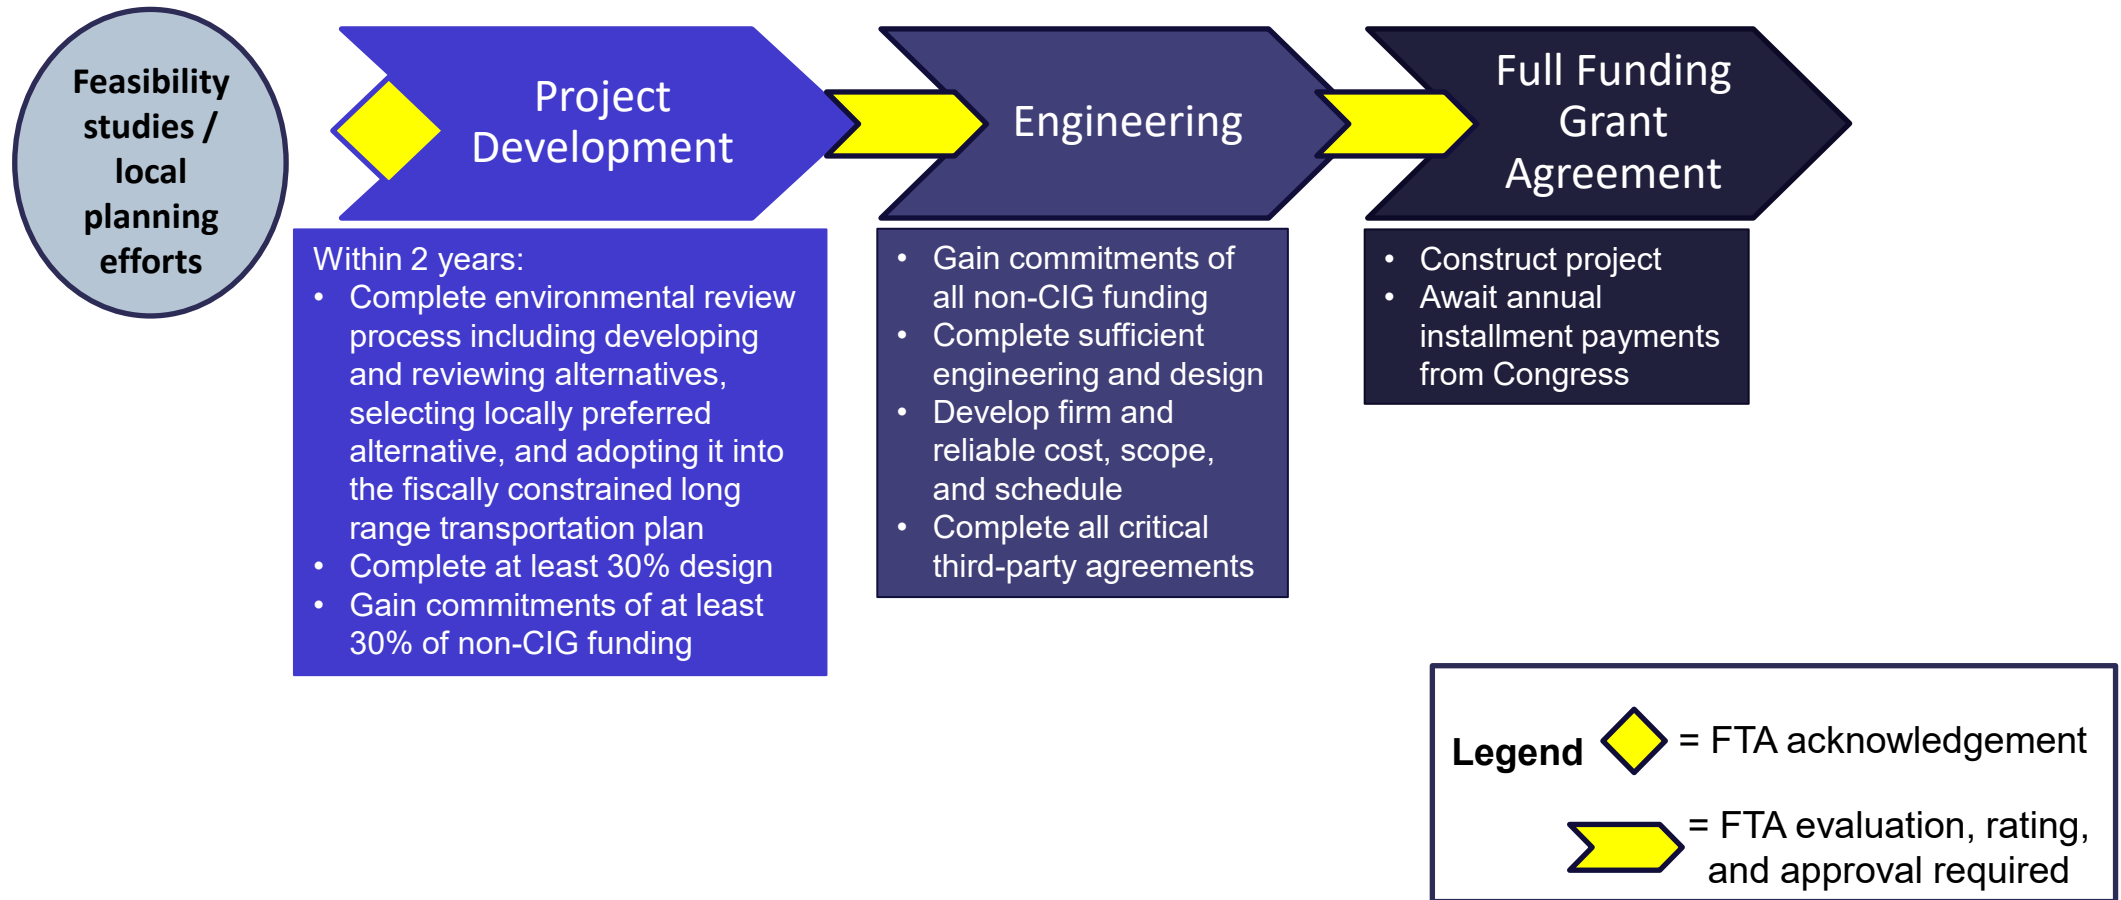 Feasibility
studies /
local
planning
efforts
Project
Development
Engineering
Full Funding
Grant
Agreement
Within 2 years:
• Complete environmental review
process including developing
and reviewing alternatives,
selecting locally preferred
alternative, and adopting it into
the fiscally constrained long
range transportation plan
• Complete at least 30% design
• Gain commitments of at least
30% of non-CIG funding
• Gain commitments of
all non-CIG funding
• Complete sufficient
engineering and design
• Develop firm and
reliable cost, scope,
and schedule
• Complete all critical
third-party agreements
• Construct project
• Await annual
installment payments
from Congress
Legend
= FTA acknowledgement
= FTA evaluation, rating,
and approval required